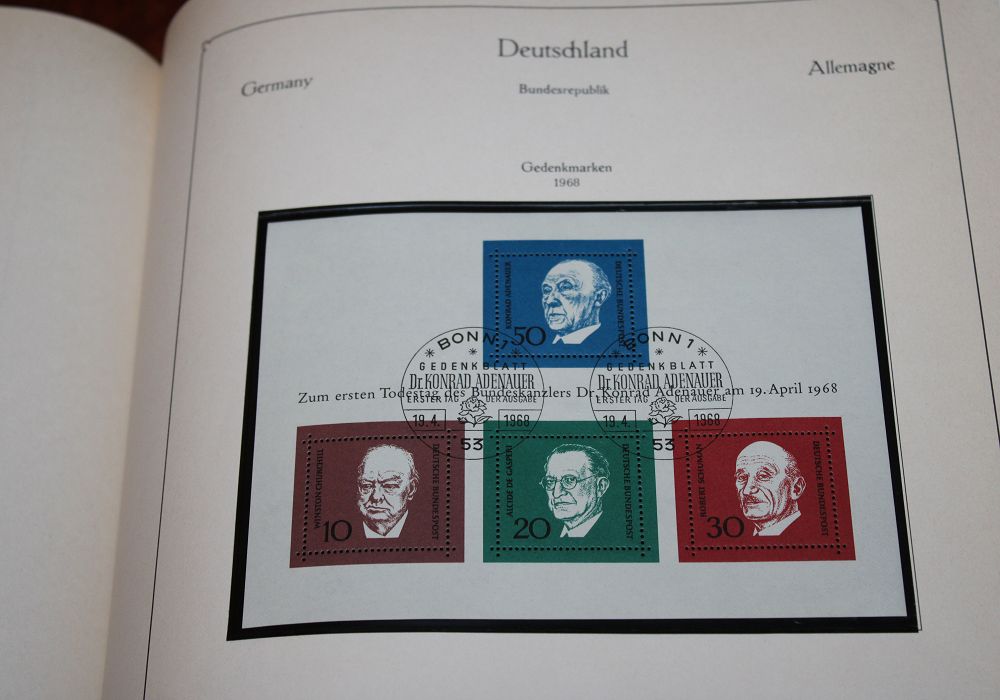 Deutschland
Germany
Allemagne
Bundesrepublik
Gedenkmarken
1968
KONRAD ADENAUER
50
DEUTSCHE BUNDESPOST
BONN 1
GEDENKBLATT
Dr. KONRAD ADENAUER
ERSTER TAG DER AUSGABE
19.4. 1968
53
BONN 1
GEDENKBLATT
Dr. KONRAD ADENAUER
ERSTER TAG DER AUSGABE
19.4. 1968
53
Zum ersten Todestag des Bundeskanzlers Dr. Konrad Adenauer am 19. April 1968
WINSTON CHURCHILL
10
DEUTSCHE BUNDESPOST
ALCIDE DE GASPERI
20
DEUTSCHE BUNDESPOST
ROBERT SCHUMAN
30
DEUTSCHE BUNDESPOST